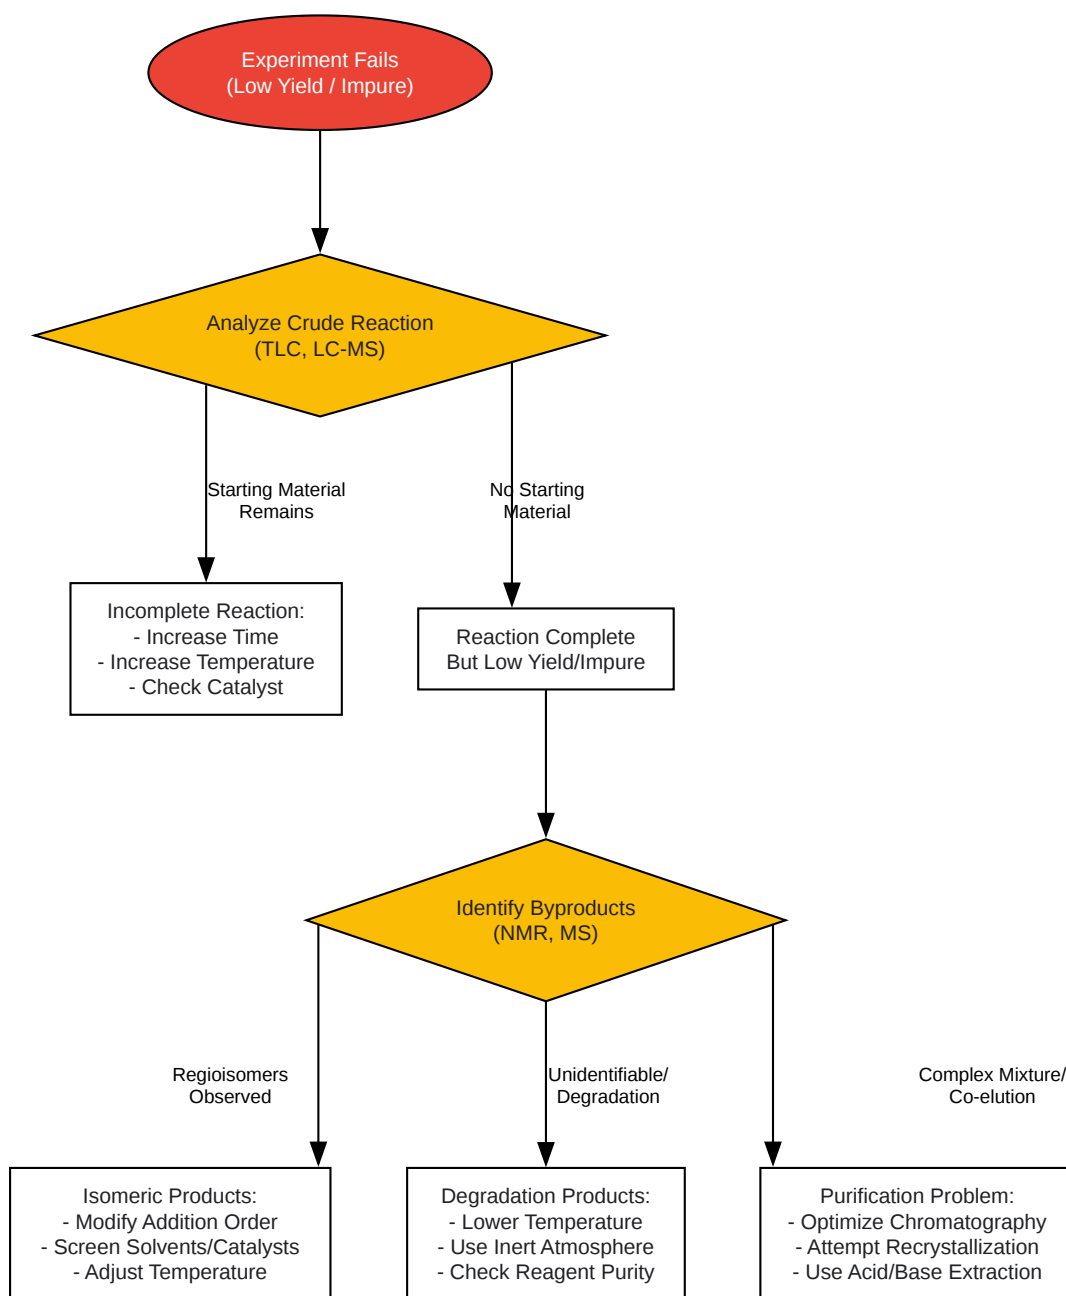 Experiment Fails
(Low Yield / Impure)
Analyze Crude Reaction
(TLC, LC-MS)
Starting Material
Remains
No Starting
Material
Incomplete Reaction:
- Increase Time
- Increase Temperature
- Check Catalyst
Reaction Complete
But Low Yield/Impure
Identify Byproducts
(NMR, MS)
Regioisomers
Observed
Unidentifiable/
Degradation
Complex Mixture/
Co-elution
Isomeric Products:
- Modify Addition Order
- Screen Solvents/Catalysts
- Adjust Temperature
Degradation Products:
- Lower Temperature
- Use Inert Atmosphere
- Check Reagent Purity
Purification Problem:
- Optimize Chromatography
- Attempt Recrystallization
- Use Acid/Base Extraction